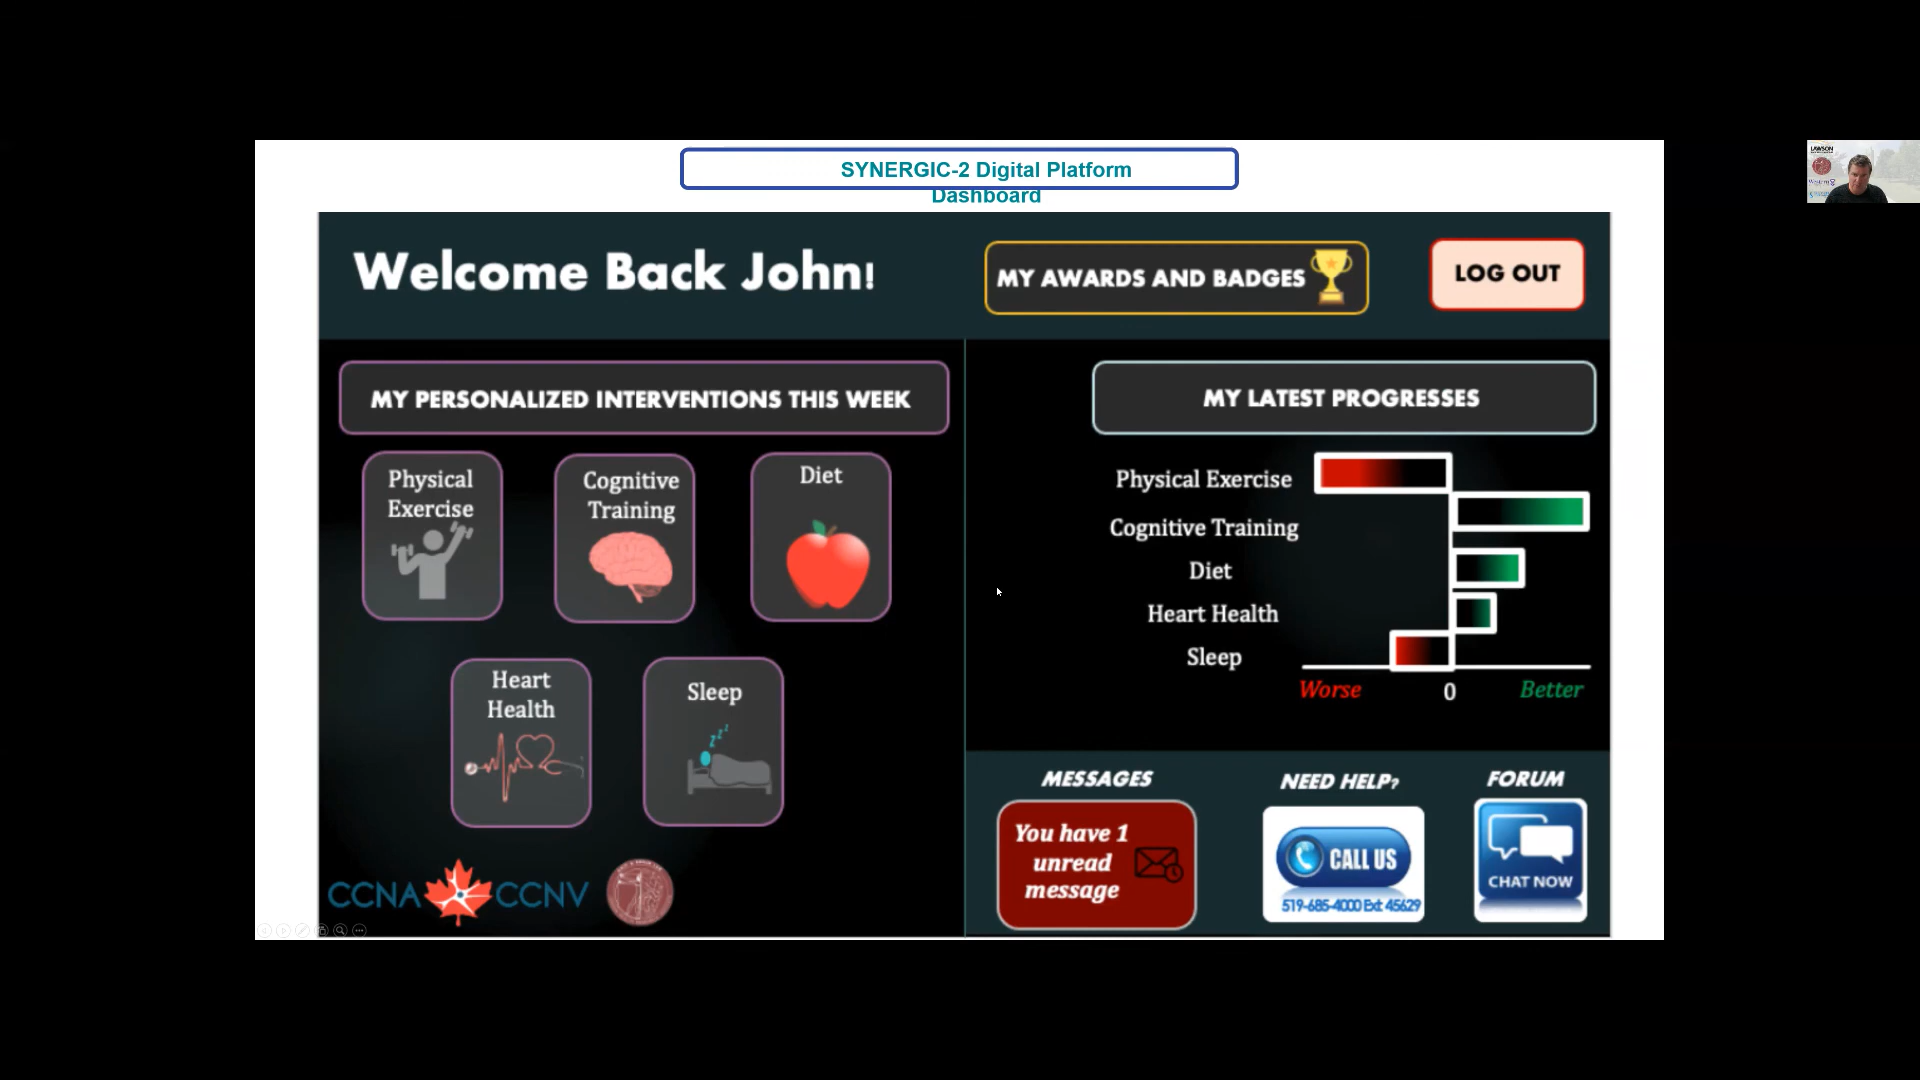 SYNERGIC-2 Digital Platform
Dashboard
LAWSON
Welcome Back John!
MY AWARDS AND BADGES
LOG OUT
MY PERSONALIZED INTERVENTIONS THIS WEEK
Physical
Exercise
Cognitive
Training
Diet
Heart
Health
Sleep
zzz
CCNA CCNV
MY LATEST PROGRESSES
Physical Exercise
Cognitive Training
Diet
Heart Health
Sleep
Worse 0 Better
MESSAGES
You have 1
unread
message
NEED HELP?
CALL US
519-685-4000 Ext: 45629
FORUM
CHAT NOW